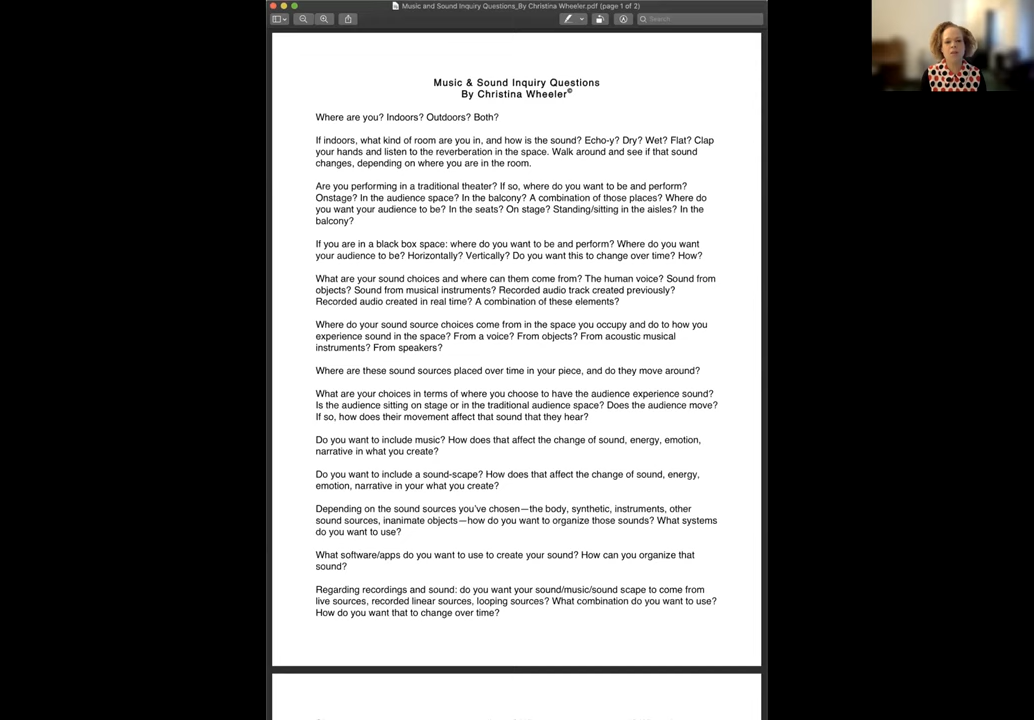 Music and Sound Inquiry Questions_By Christina Wheeler.pdf (page 1 of 2)
Search
Music & Sound Inquiry Questions
By Christina Wheeler©
Where are you? Indoors? Outdoors? Both?
If indoors, what kind of room are you in, and how is the sound? Echo-y? Dry? Wet? Flat? Clap
your hands and listen to the reverberation in the space. Walk around and see if that sound
changes, depending on where you are in the room.
Are you performing in a traditional theater? If so, where do you want to be and perform?
Onstage? In the audience space? In the balcony? A combination of those places? Where do
you want your audience to be? In the seats? On stage? Standing/sitting in the aisles? In the
balcony?
If you are in a black box space: where do you want to be and perform? Where do you want
your audience to be? Horizontally? Vertically? Do you want this to change over time? How?
What are your sound choices and where can them come from? The human voice? Sound from
objects? Sound from musical instruments? Recorded audio track created previously?
Recorded audio created in real time? A combination of these elements?
Where do your sound source choices come from in the space you occupy and do to how you
experience sound in the space? From a voice? From objects? From acoustic musical
instruments? From speakers?
Where are these sound sources placed over time in your piece, and do they move around?
What are your choices in terms of where you choose to have the audience experience sound?
Is the audience sitting on stage or in the traditional audience space? Does the audience move?
If so, how does their movement affect that sound that they hear?
Do you want to include music? How does that affect the change of sound, energy, emotion,
narrative in what you create?
Do you want to include a sound-scape? How does that affect the change of sound, energy,
emotion, narrative in your what you create?
Depending on the sound sources you've chosen—the body, synthetic, instruments, other
sound sources, inanimate objects—how do you want to organize those sounds? What systems
do you want to use?
What software/apps do you want to use to create your sound? How can you organize that
sound?
Regarding recordings and sound: do you want your sound/music/sound scape to come from
live sources, recorded linear sources, looping sources? What combination do you want to use?
How do you want that to change over time?